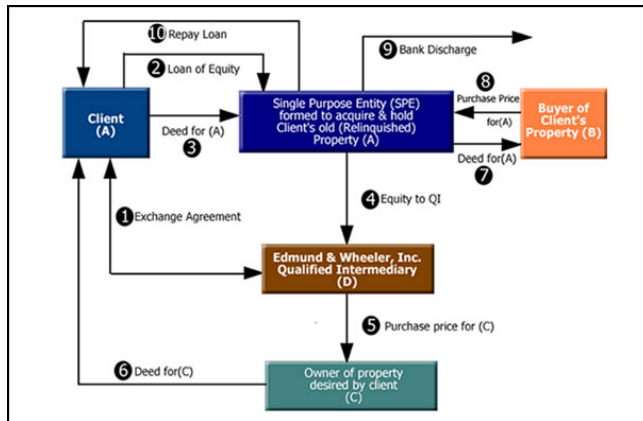 10 Repay Loan
2 Loan of Equity
9 Bank Discharge
Client
(A)
Deed for (A)
3
Single Purpose Entity (SPE)
formed to acquire & hold
Client's old (Relinquished)
Property (A)
8
Purchase Price
for(A)
Deed for(A)
7
Buyer of
Client's
Property (B)
1 Exchange Agreement
4 Equity to QI
Edmund & Wheeler, Inc.
Qualified Intermediary
(D)
5 Purchase price for (C)
6 Deed for(C)
Owner of property
desired by client
(C)